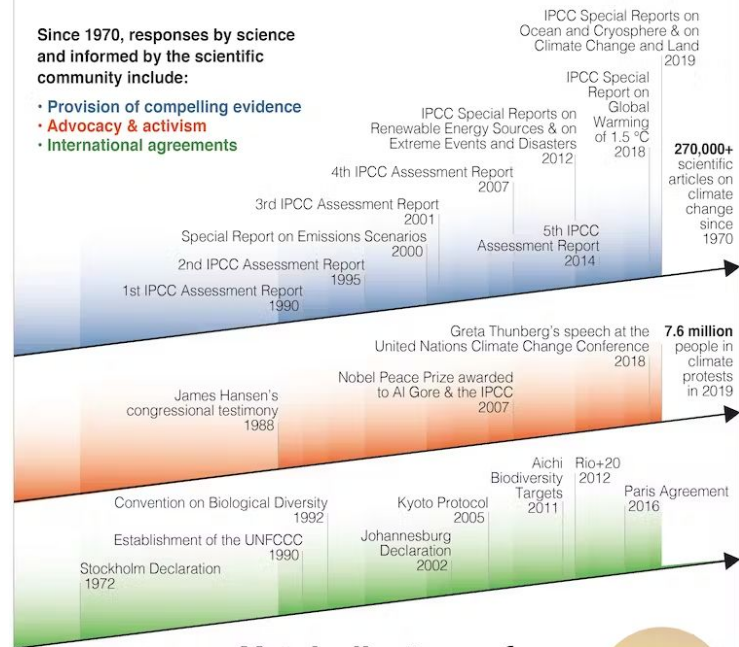 Since 1970, responses by science
and informed by the scientific
community include:
· Provision of compelling evidence
· Advocacy & activism
· International agreements
IPCC Special Reports on
Ocean and Cryosphere & on
Climate Change and Land
2019
IPCC Special
Report on
Global
Warming
of 1.5 °C
2018
IPCC Special Reports on
Renewable Energy Sources & on
Extreme Events and Disasters
2012
4th IPCC Assessment Report
2007
3rd IPCC Assessment Report
2001
Special Report on Emissions Scenarios
2000
5th IPCC
Assessment Report
2014
2nd IPCC Assessment Report
1995
1st IPCC Assessment Report
1990
270,000+
scientific
articles on
climate
change
since
1970
Greta Thunberg's speech at the
United Nations Climate Change Conference
2018
Nobel Peace Prize awarded
to Al Gore & the IPCC
2007
James Hansen's
congressional testimony
1988
7.6 million
people in
climate
protests
in 2019
Aichi
Biodiversity
Targets
2011
Rio+20
2012
Paris Agreement
2016
Convention on Biological Diversity
1992
Kyoto Protocol
2005
Establishment of the UNFCCC
1990
Johannesburg
Declaration
2002
Stockholm Declaration
1972